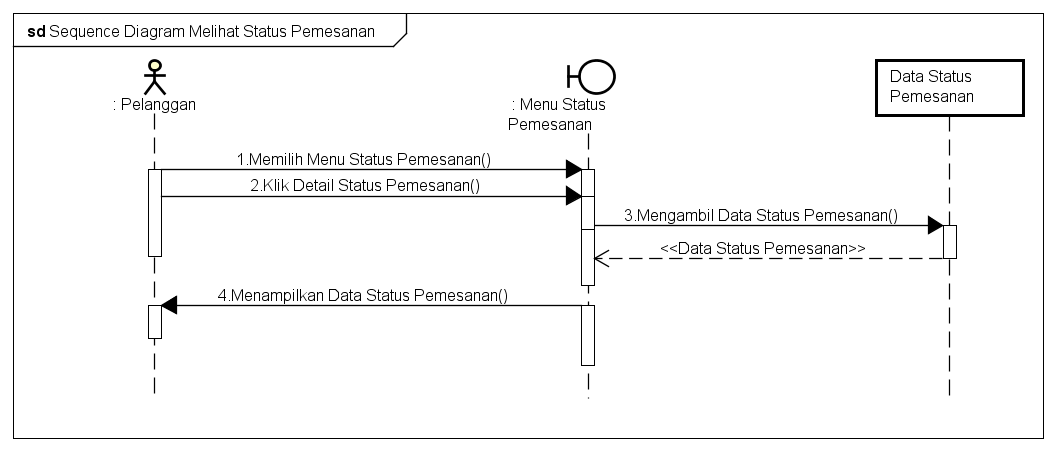 sd Sequence Diagram Melihat Status Pemesanan
: Pelanggan
: Menu Status
Pemesanan
Data Status
Pemesanan
1.Memilih Menu Status Pemesanan()
2.Klik Detail Status Pemesanan()
3.Mengambil Data Status Pemesanan()
<<Data Status Pemesanan>>
4.Menampilkan Data Status Pemesanan()